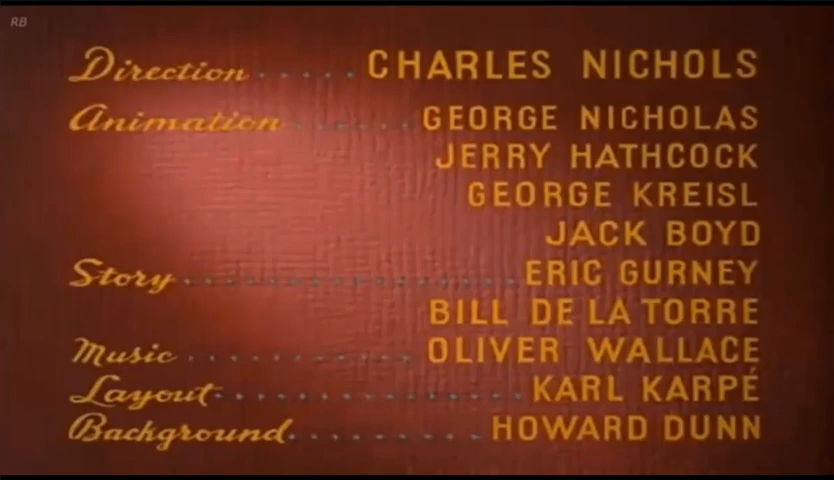 RB
Direction ..... CHARLES NICHOLS
Animation ...... GEORGE NICHOLAS
JERRY HATHCOCK
GEORGE KREISL
JACK BOYD
Story .................. ERIC GURNEY
BILL DE LA TORRE
Music ............ OLIVER WALLACE
Layout ................ KARL KARPÉ
Background .......... HOWARD DUNN